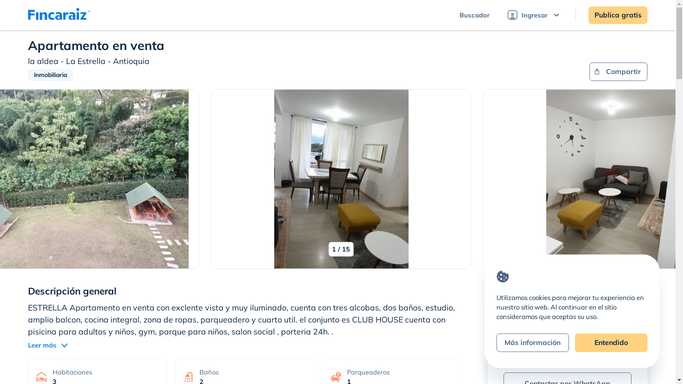 Fincaraiz
Buscador
Ingresar
Publica gratis
Apartamento en venta
la aldea - La Estrella - Antioquia
Inmobiliaria
Compartir
1 / 15
Descripción general
ESTRELLA Apartamento en venta con exclente vista y muy iluminado, cuenta con tres alcobas, dos baños, estudio,
amplio balcon, cocina integral, zona de ropas, parqueadero y cuarto util. el conjunto es CLUB HOUSE cuenta con
pisicina para adultos y niños, gym, parque para niños, salon social , porteria 24h. .
Leer más
Habitaciones
3
Baños
2
Parqueaderos
1
Utilizamos cookies para mejorar tu experiencia en
nuestro sitio web. Al continuar en el sitio
consideramos que aceptas su uso.
Más información
Entendido
Contactar por WhatsApp